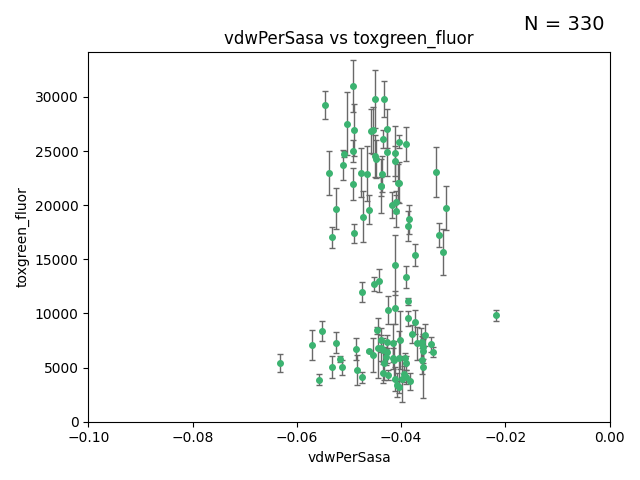 N = 330
vdwPerSasa vs toxgreen_fluor
toxgreen_fluor
30000
25000
20000
15000
10000
5000
0
−0.10 −0.08 −0.06 −0.04 −0.02 0.00
vdwPerSasa